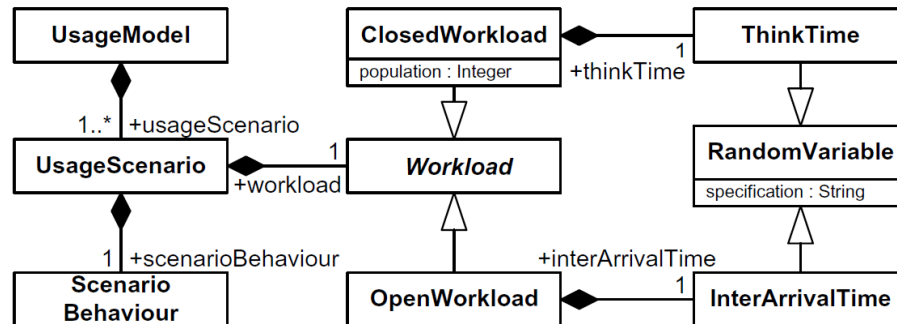 UsageModel
ClosedWorkload
population : Integer
1
+thinkTime
ThinkTime
1..*
+usageScenario
UsageScenario
1
+workload
Workload
RandomVariable
specification : String
1
+scenarioBehaviour
+interArrivalTime
1
Scenario
Behaviour
OpenWorkload
InterArrivalTime